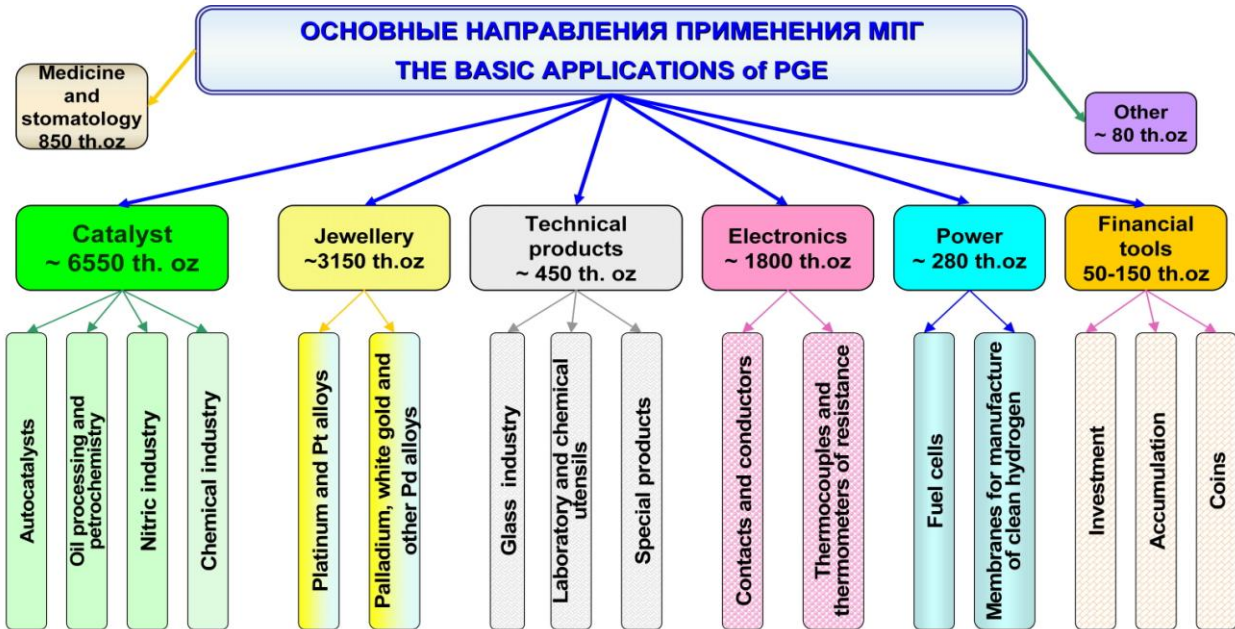 ОСНОВНЫЕ НАПРАВЛЕНИЯ ПРИМЕНЕНИЯ МПГ
THE BASIC APPLICATIONS of PGE
Medicine
and
stomatology
850 th.oz
Other
~ 80 th.oz
Catalyst
~ 6550 th. oz
Jewellery
~3150 th.oz
Technical
products
~ 450 th. oz
Electronics
~ 1800 th.oz
Power
~ 280 th.oz
Financial
tools
50-150 th.oz
Autocatalysts
Oil processing and
petrochemistry
Nitric industry
Chemical industry
Platinum and Pt alloys
Palladium, white gold and
other Pd alloys
Glass industry
Laboratory and chemical
utensils
Special products
Contacts and conductors
Thermocouples and
thermometers of resistance
Fuel cells
Membranes for manufacture
of clean hydrogen
Investment
Accumulation
Coins